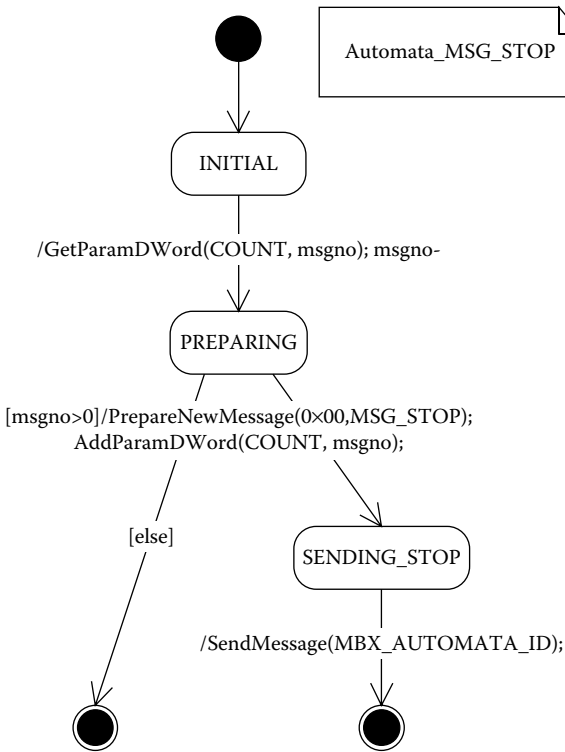 Automata_MSG_STOP
INITIAL
/GetParamDWord(COUNT, msgno); msgno-
PREPARING
[msgno>0]/PrepareNewMessage(0×00,MSG_STOP);
AddParamDWord(COUNT, msgno);
[else]
SENDING_STOP
/SendMessage(MBX_AUTOMATA_ID);